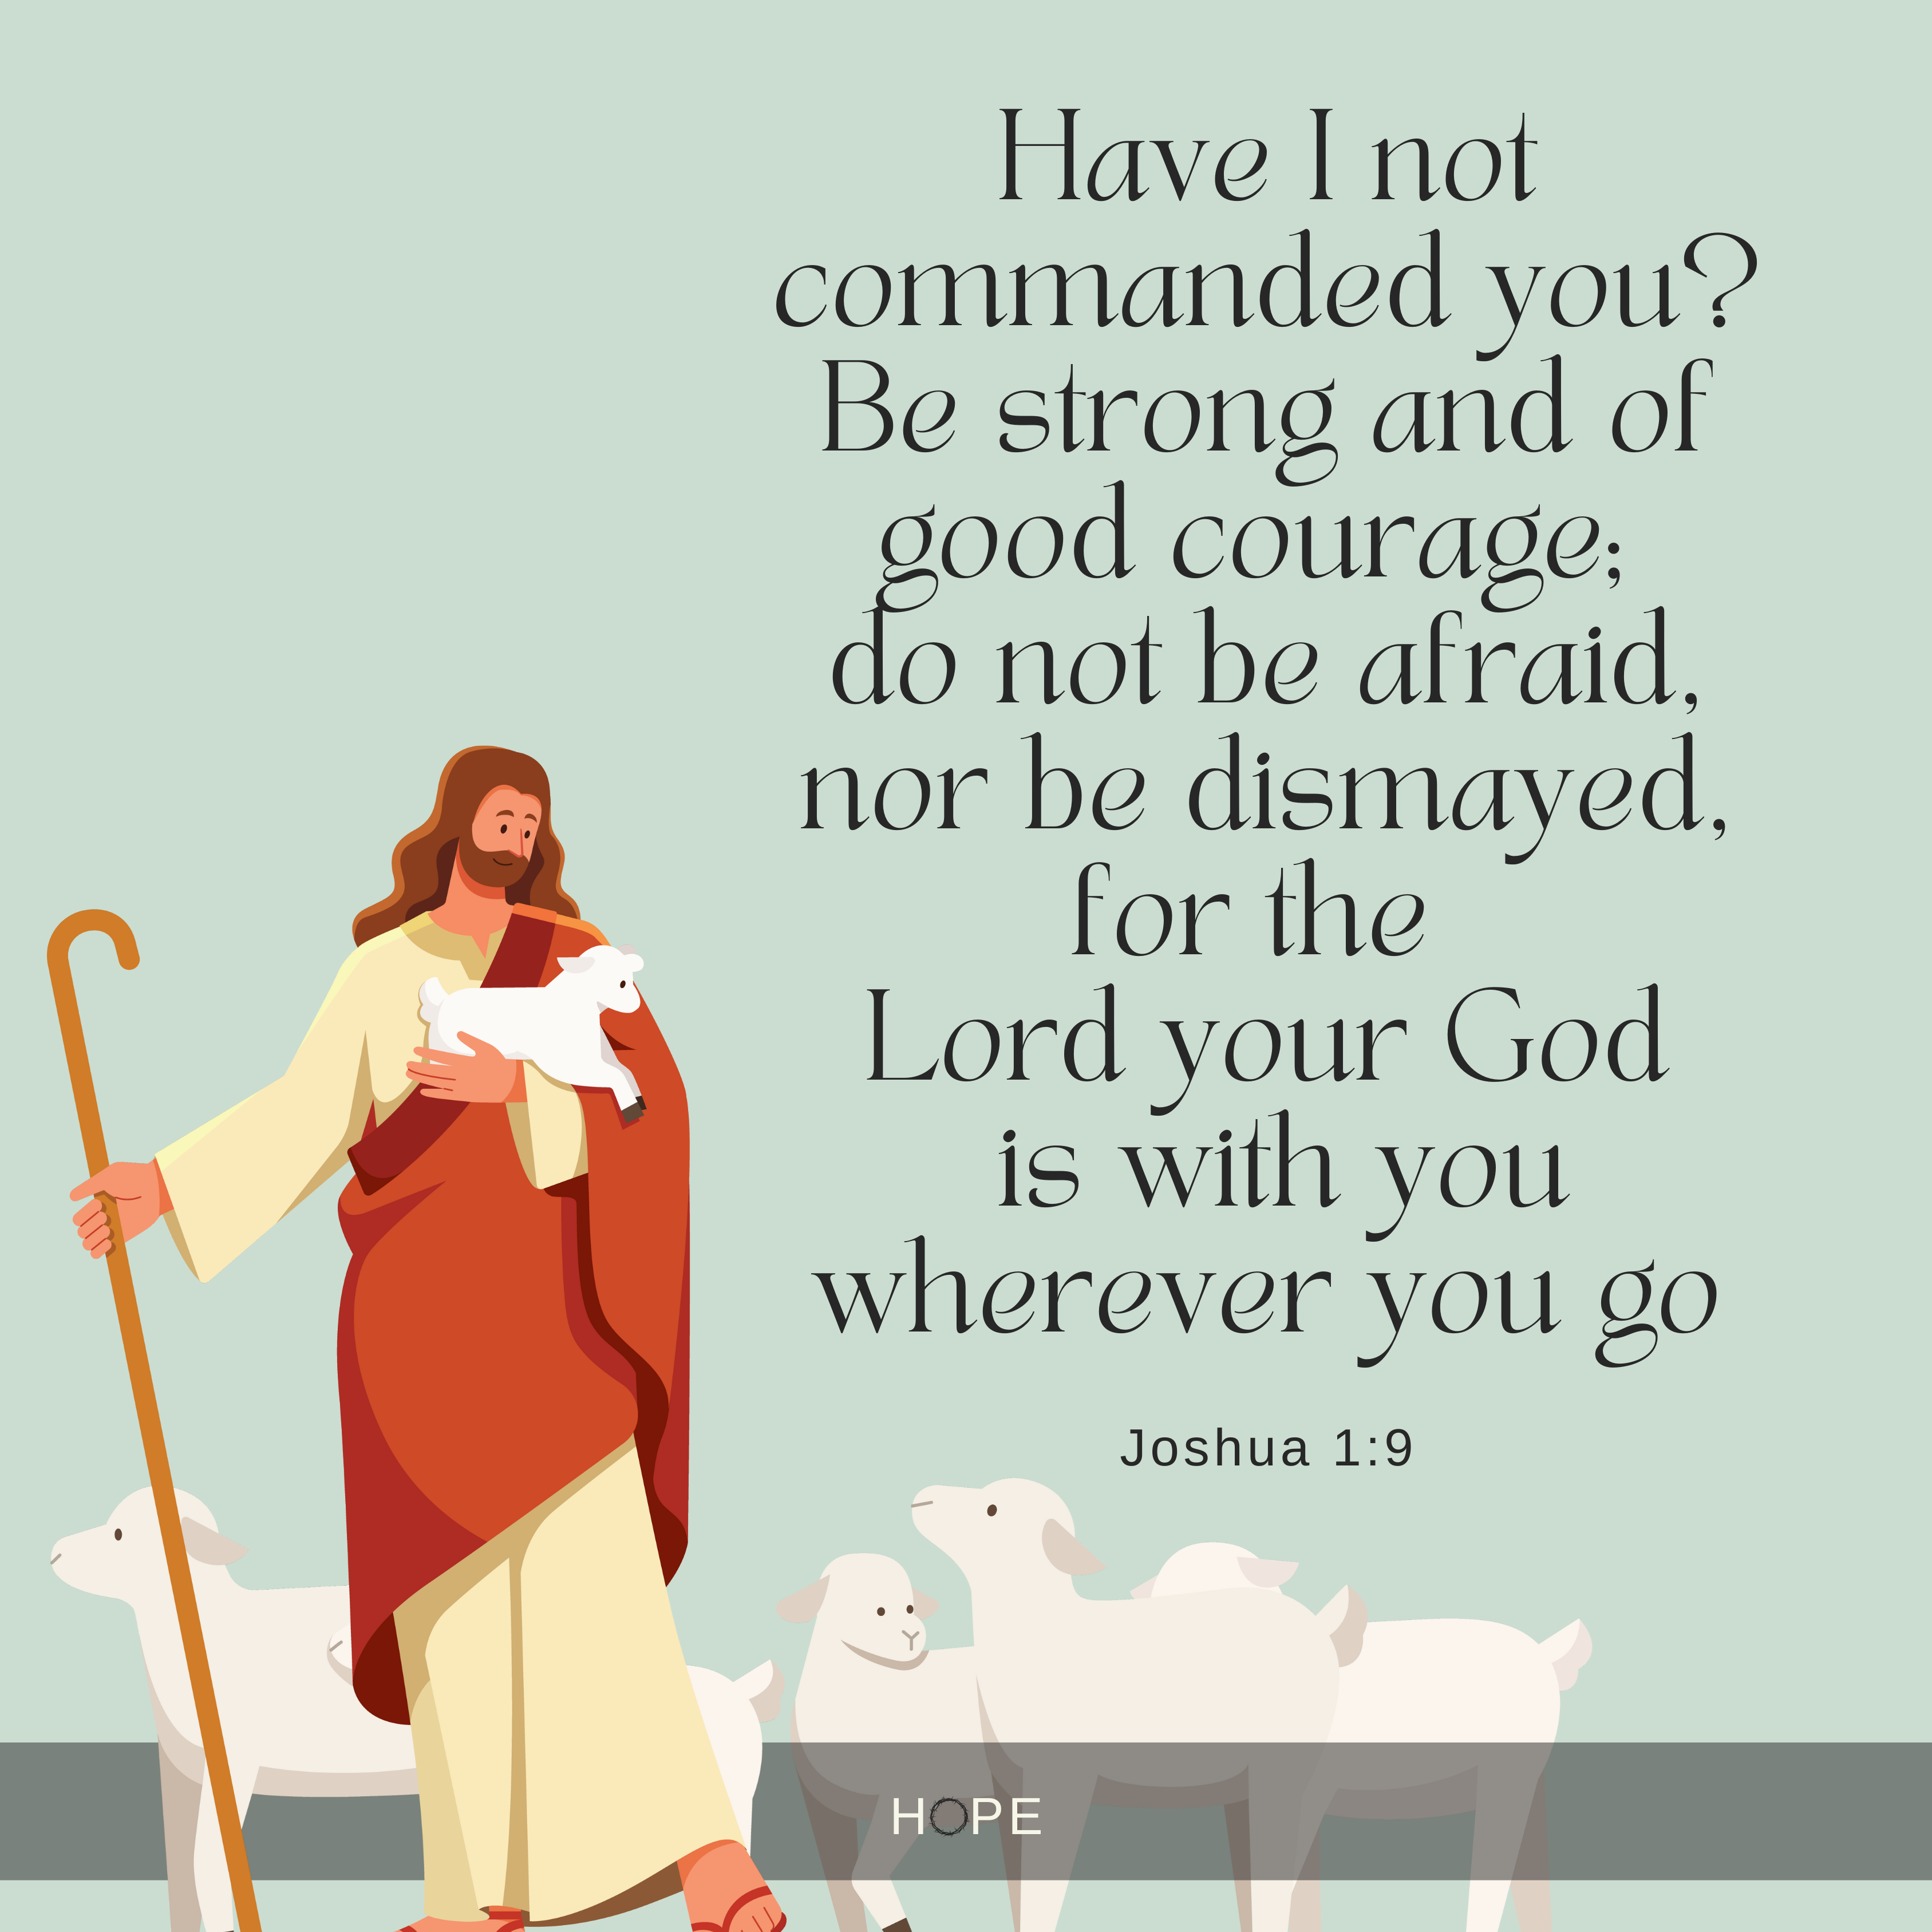 Have I not
commanded you?
Be strong and of
good courage;
do not be afraid,
nor be dismayed,
for the
Lord your God
is with you
wherever you go
Joshua 1:9
HOPE